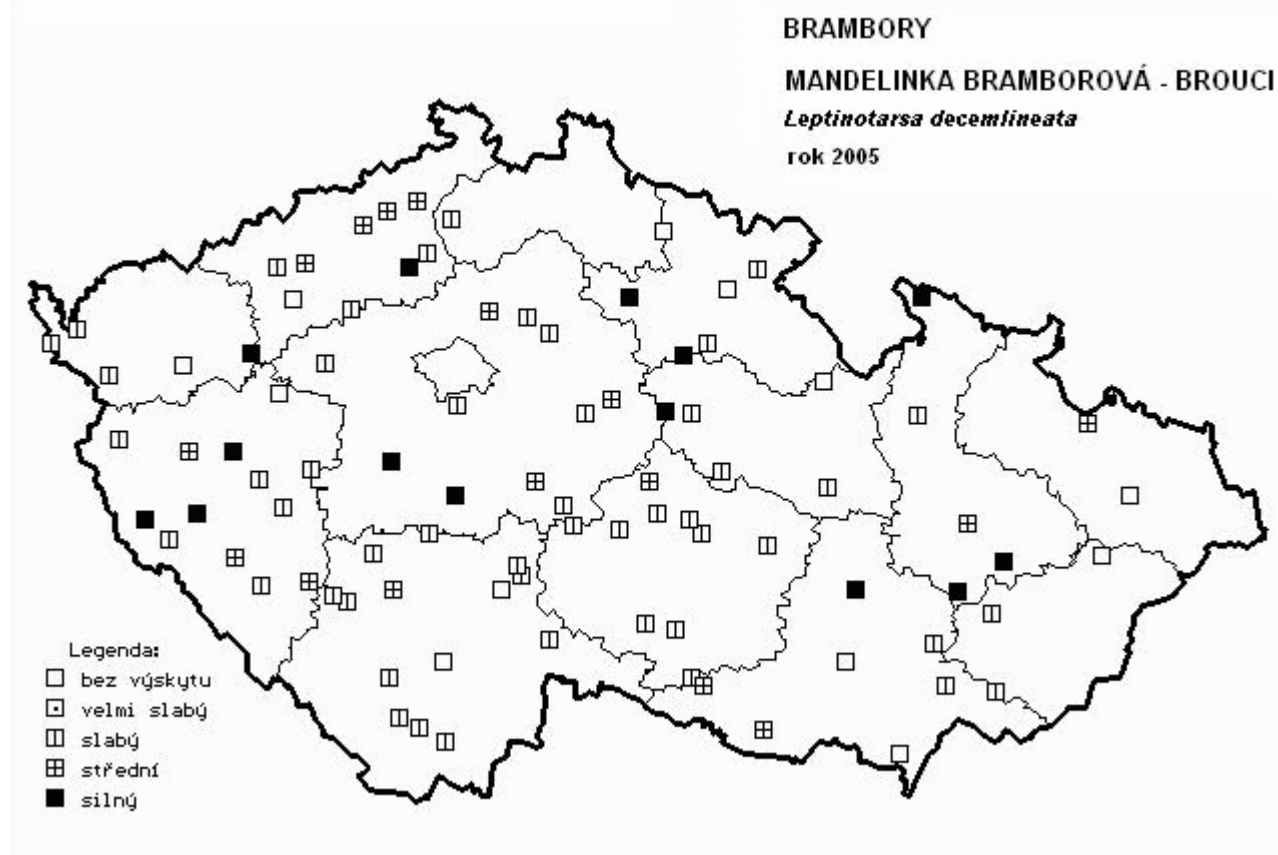 BRAMBORY
MANDELINKA BRAMBOROVÁ - BROUCI
Leptinotarsa decemlineata
rok 2005
Legenda:
bez výskytu
velmi slabý
slabý
střední
silný